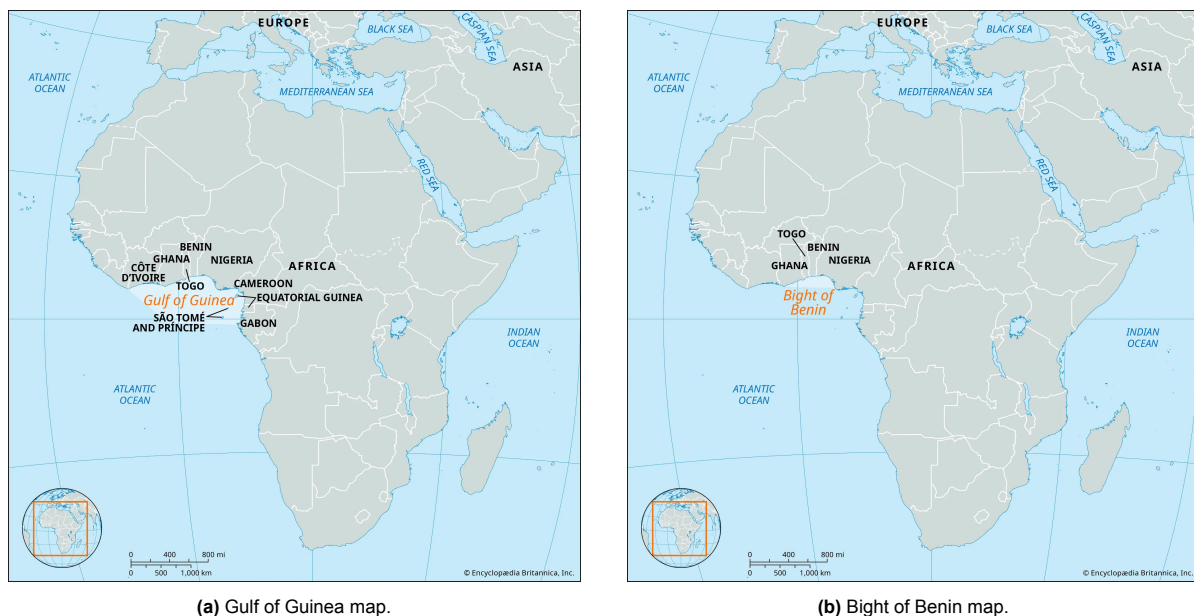 EUROPE
BLACK SEA
CASPIAN SEA
ASIA
ATLANTIC
OCEAN
MEDITERRANEAN SEA
RED SEA
BENIN
GHANA
NIGERIA
CÔTE
D'IVOIRE
AFRICA
TOGO
CAMEROON
Gulf of Guinea
EQUATORIAL GUINEA
SÃO TOMÉ
AND PRÍNCIPE
GABON
INDIAN
OCEAN
ATLANTIC
OCEAN
0 400 800 mi
0 500 1,000 km
© Encyclopædia Britannica, Inc.
(a) Gulf of Guinea map.
EUROPE
BLACK SEA
CASPIAN SEA
ASIA
ATLANTIC
OCEAN
MEDITERRANEAN SEA
RED SEA
TOGO
BENIN
GHANA
NIGERIA
AFRICA
Bight of
Benin
INDIAN
OCEAN
ATLANTIC
OCEAN
0 400 800 mi
0 500 1,000 km
© Encyclopædia Britannica, Inc.
(b) Bight of Benin map.